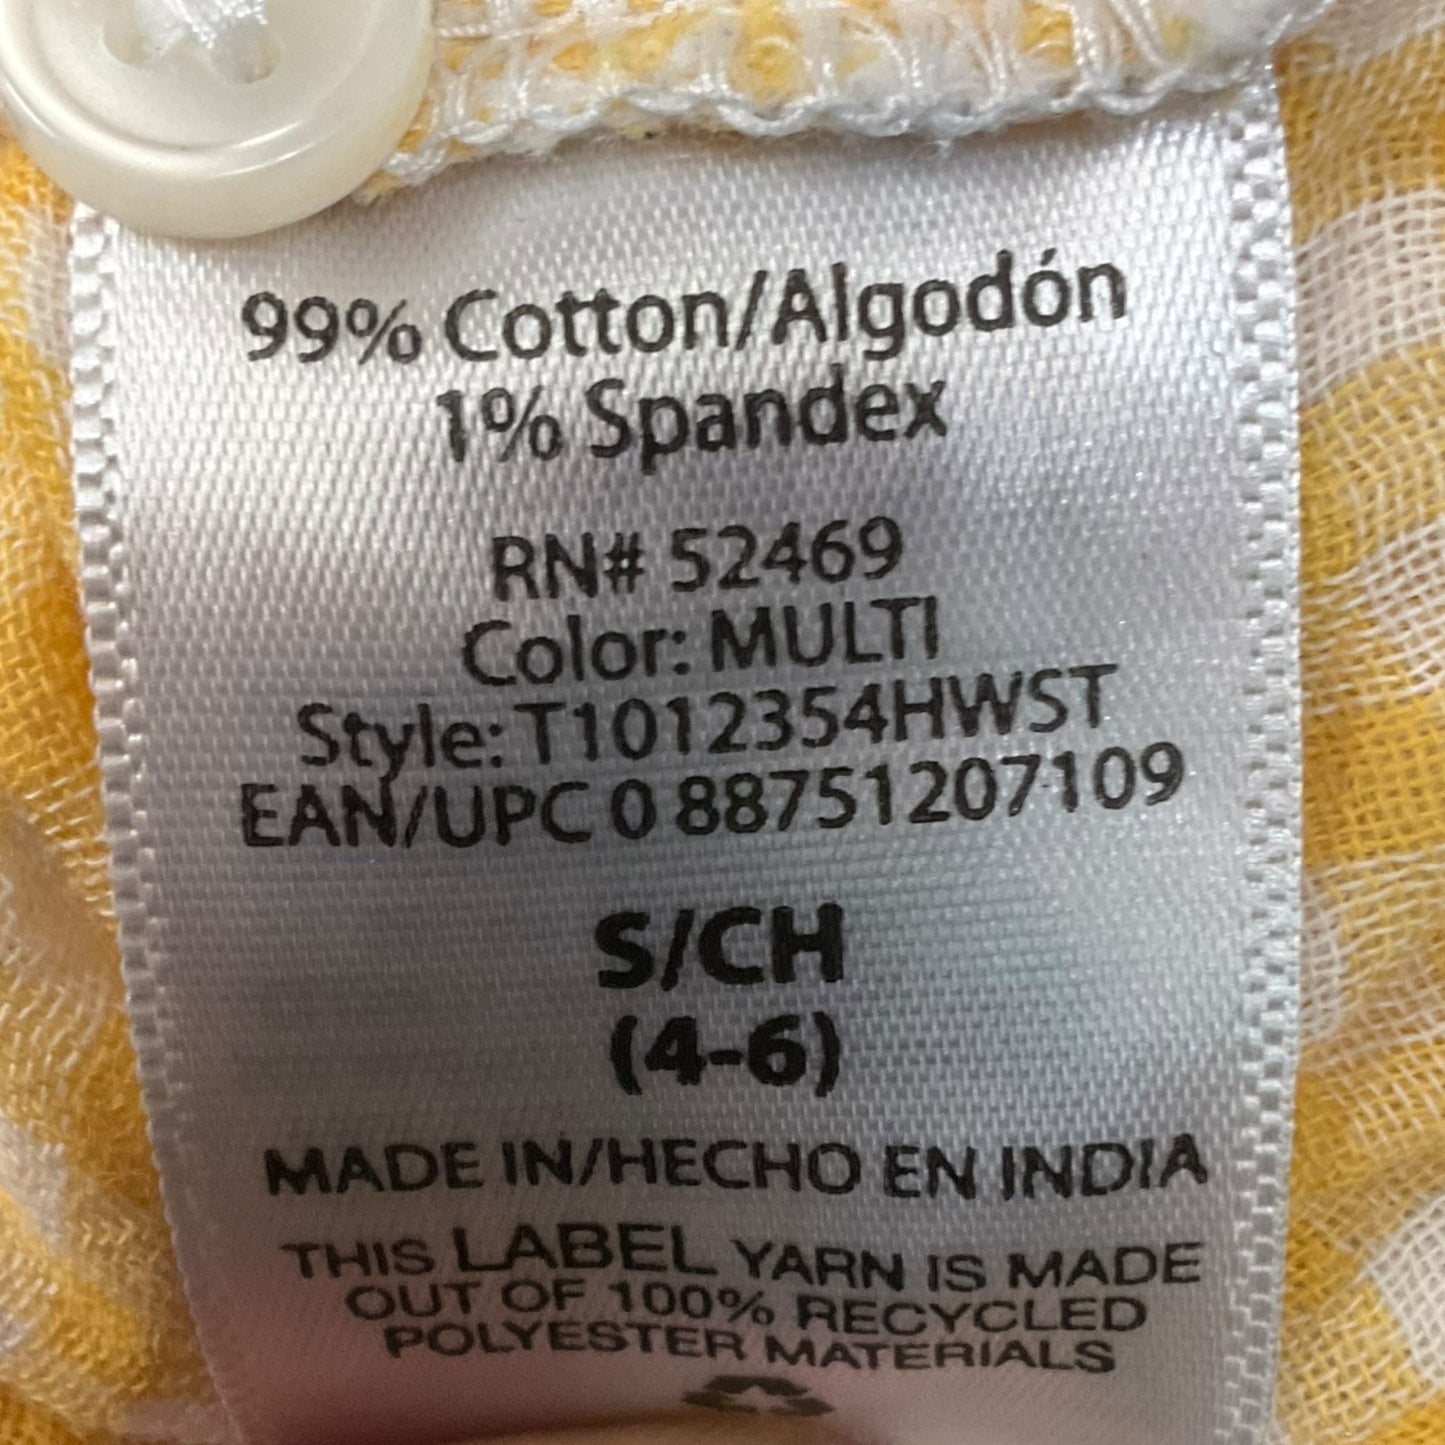 99% Cotton/Algodón
1% Spandex
RN# 52469
Color: MULTI
Style: T1012354HWST
EAN/UPC 0 88751207109
S/CH
(4-6)
MADE IN/HECHO EN INDIA
THIS LABEL YARN IS MADE
OUT OF 100% RECYCLED
POLYESTER MATERIALS